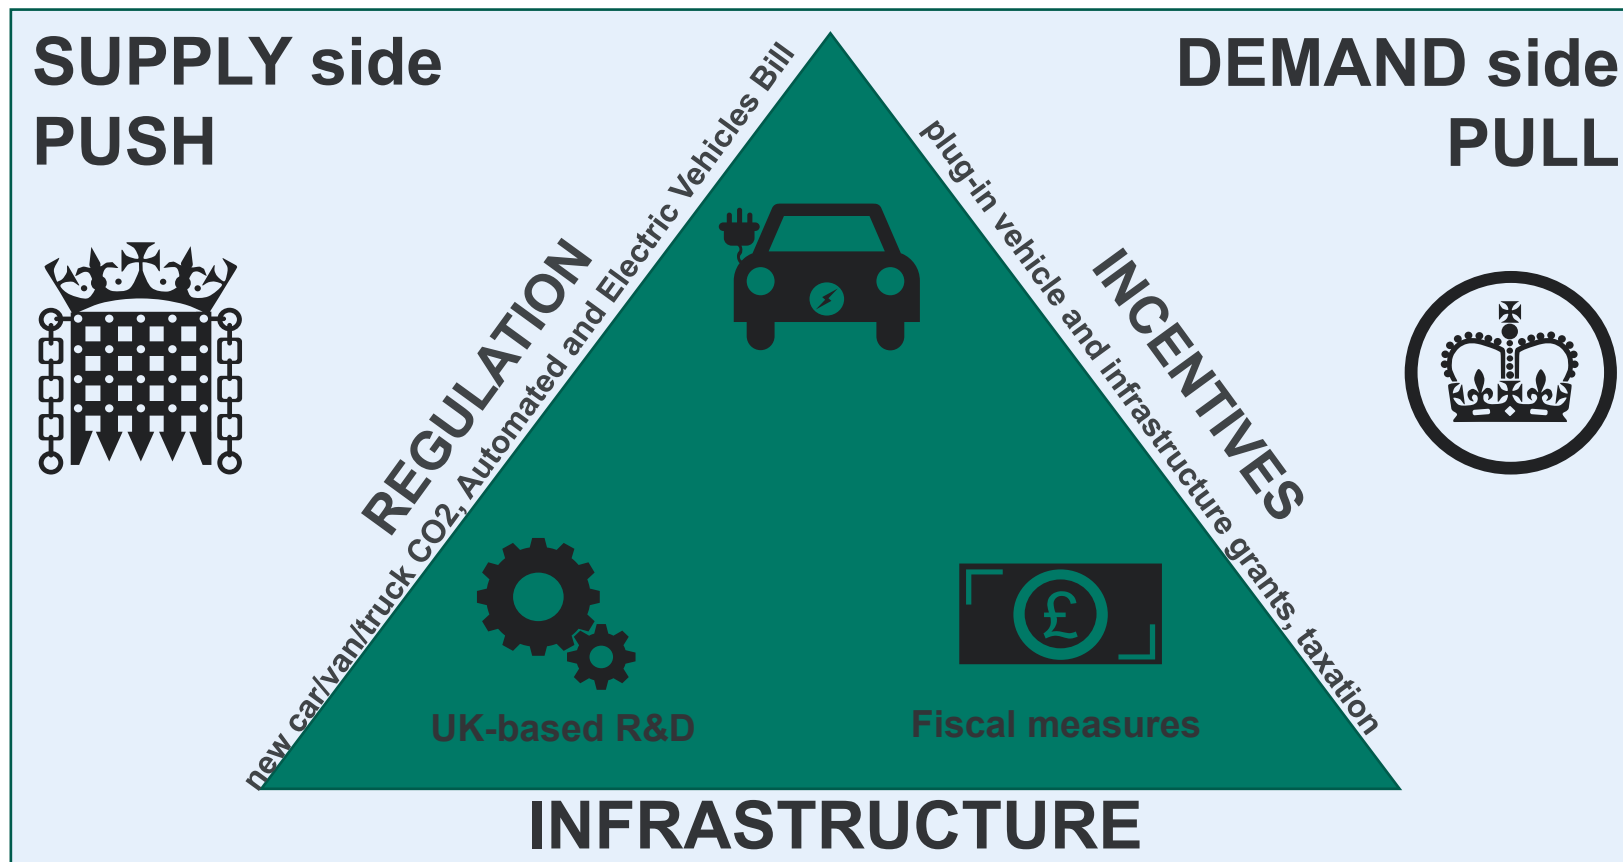 SUPPLY side
PUSH
DEMAND side
PULL
REGULATION
new car/van/truck CO2, Automated and Electric Vehicles Bill
INCENTIVES
plug-in vehicle and infrastructure grants, taxation
£
UK-based R&D
Fiscal measures
INFRASTRUCTURE